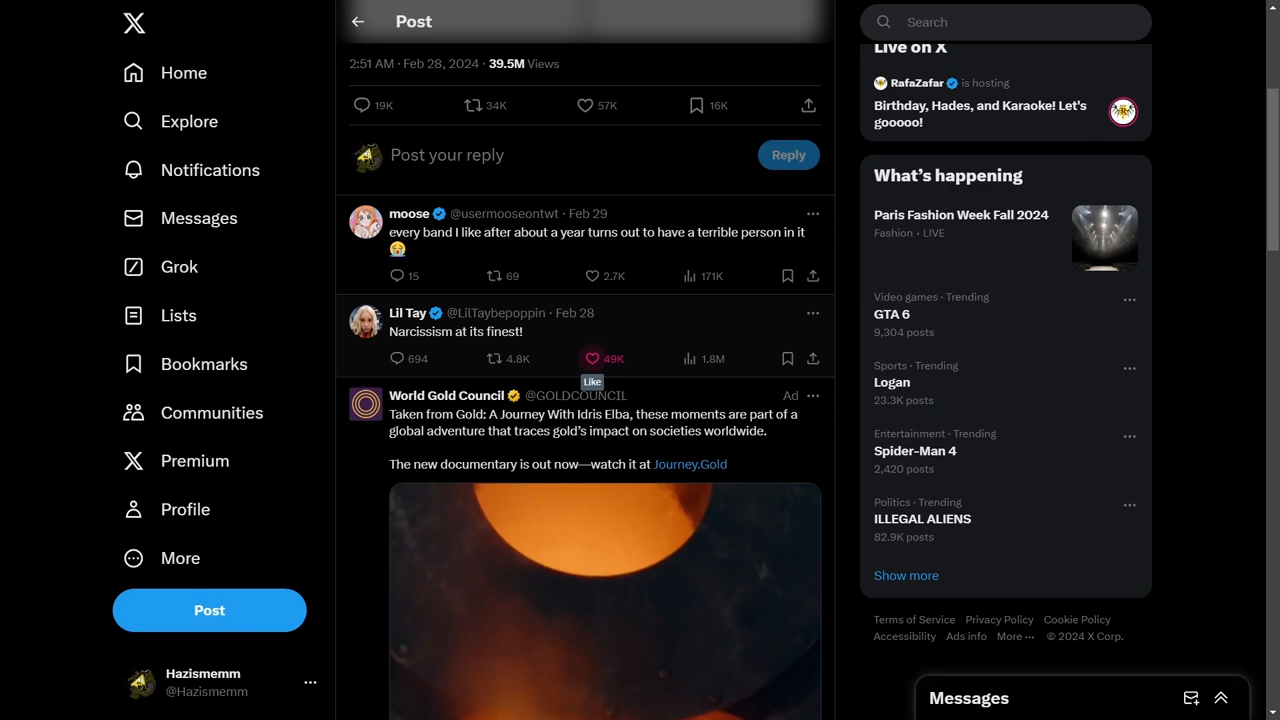 Home
Explore
Notifications
Messages
Grok
Lists
Bookmarks
Communities
Premium
Profile
More
Post
Hazismemm
@Hazismemm
Post
2:51 AM · Feb 28, 2024 · 39.5M Views
19K 34K 57K 16K
Post your reply
Reply
moose @usermooseontwt · Feb 29
every band I like after about a year turns out to have a terrible person in it
😭
15 69 2.7K 171K
Lil Tay @LilTaybepoppin · Feb 28
Narcissism at its finest!
694 4.8K 49K 1.8M
Like
World Gold Council @GOLDCOUNCIL Ad
Taken from Gold: A Journey With Idris Elba, these moments are part of a
global adventure that traces gold’s impact on societies worldwide.
The new documentary is out now—watch it at Journey.Gold
Search
Live on X
RafaZafar is hosting
Birthday, Hades, and Karaoke! Let's
gooooo!
What’s happening
Paris Fashion Week Fall 2024
Fashion · LIVE
Video games · Trending
GTA 6
9,304 posts
Sports · Trending
Logan
23.3K posts
Entertainment · Trending
Spider-Man 4
2,420 posts
Politics · Trending
ILLEGAL ALIENS
82.9K posts
Show more
Terms of Service Privacy Policy Cookie Policy
Accessibility Ads info More ··· © 2024 X Corp.
Messages